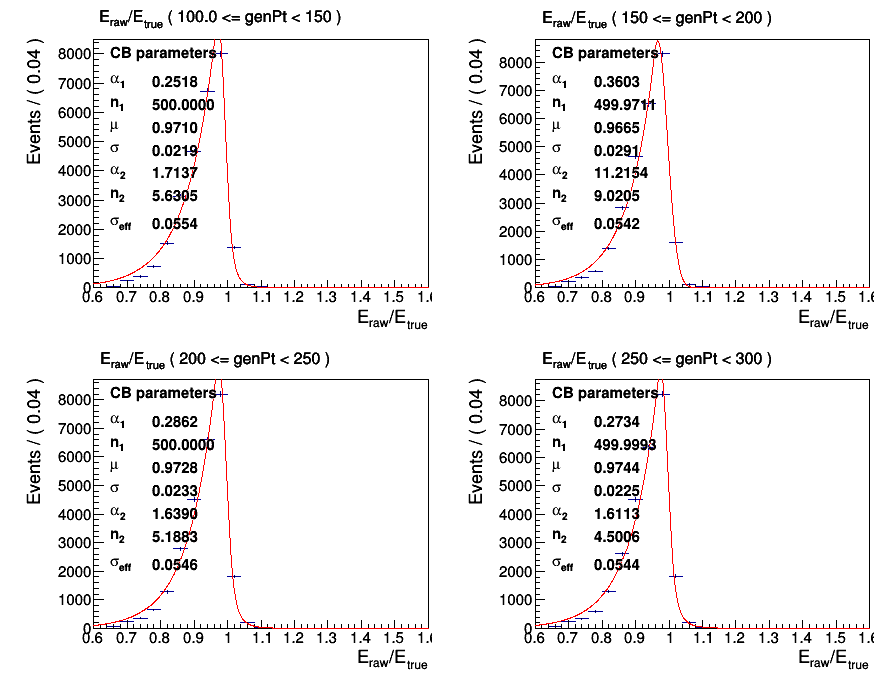 E_raw/E_true ( 100.0 <= genPt < 150)
Events / ( 0.04 )
8000
7000
6000
5000
4000
3000
2000
1000
0
CB parameters
α_1 0.2518
n_1 500.0000
μ 0.9710
σ 0.0219
α_2 1.7137
n_2 5.6305
σ_eff 0.0554
0.6 0.7 0.8 0.9 1 1.1 1.2 1.3 1.4 1.5 1.6
E_raw/E_true
E_raw/E_true ( 150 <= genPt < 200)
Events / ( 0.04 )
8000
7000
6000
5000
4000
3000
2000
1000
0
CB parameters
α_1 0.3603
n_1 499.9711
μ 0.9665
σ 0.0291
α_2 11.2154
n_2 9.0205
σ_eff 0.0542
0.6 0.7 0.8 0.9 1 1.1 1.2 1.3 1.4 1.5 1.6
E_raw/E_true
E_raw/E_true ( 200 <= genPt < 250)
Events / ( 0.04 )
8000
7000
6000
5000
4000
3000
2000
1000
0
CB parameters
α_1 0.2862
n_1 500.0000
μ 0.9728
σ 0.0233
α_2 1.6390
n_2 5.1883
σ_eff 0.0546
0.6 0.7 0.8 0.9 1 1.1 1.2 1.3 1.4 1.5 1.6
E_raw/E_true
E_raw/E_true ( 250 <= genPt < 300)
Events / ( 0.04 )
8000
7000
6000
5000
4000
3000
2000
1000
0
CB parameters
α_1 0.2734
n_1 499.9993
μ 0.9744
σ 0.0225
α_2 1.6113
n_2 4.5006
σ_eff 0.0544
0.6 0.7 0.8 0.9 1 1.1 1.2 1.3 1.4 1.5 1.6
E_raw/E_true